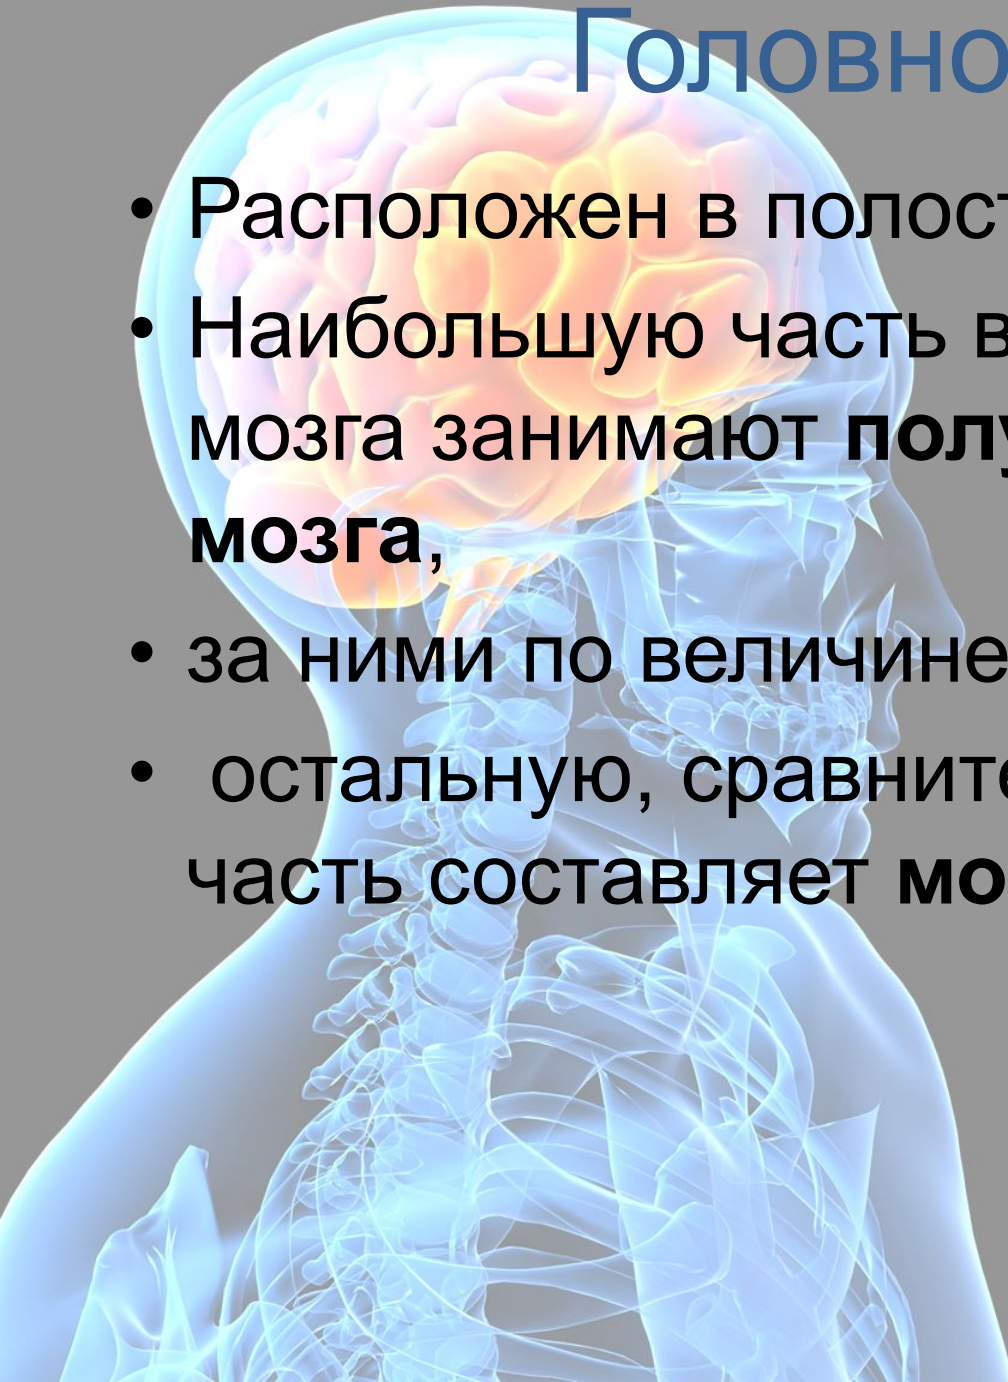 Головно
• Расположен в полост
• Наибольшую часть в
мозга занимают полу
мозга,
• за ними по величине
• остальную, сравните
часть составляет мо